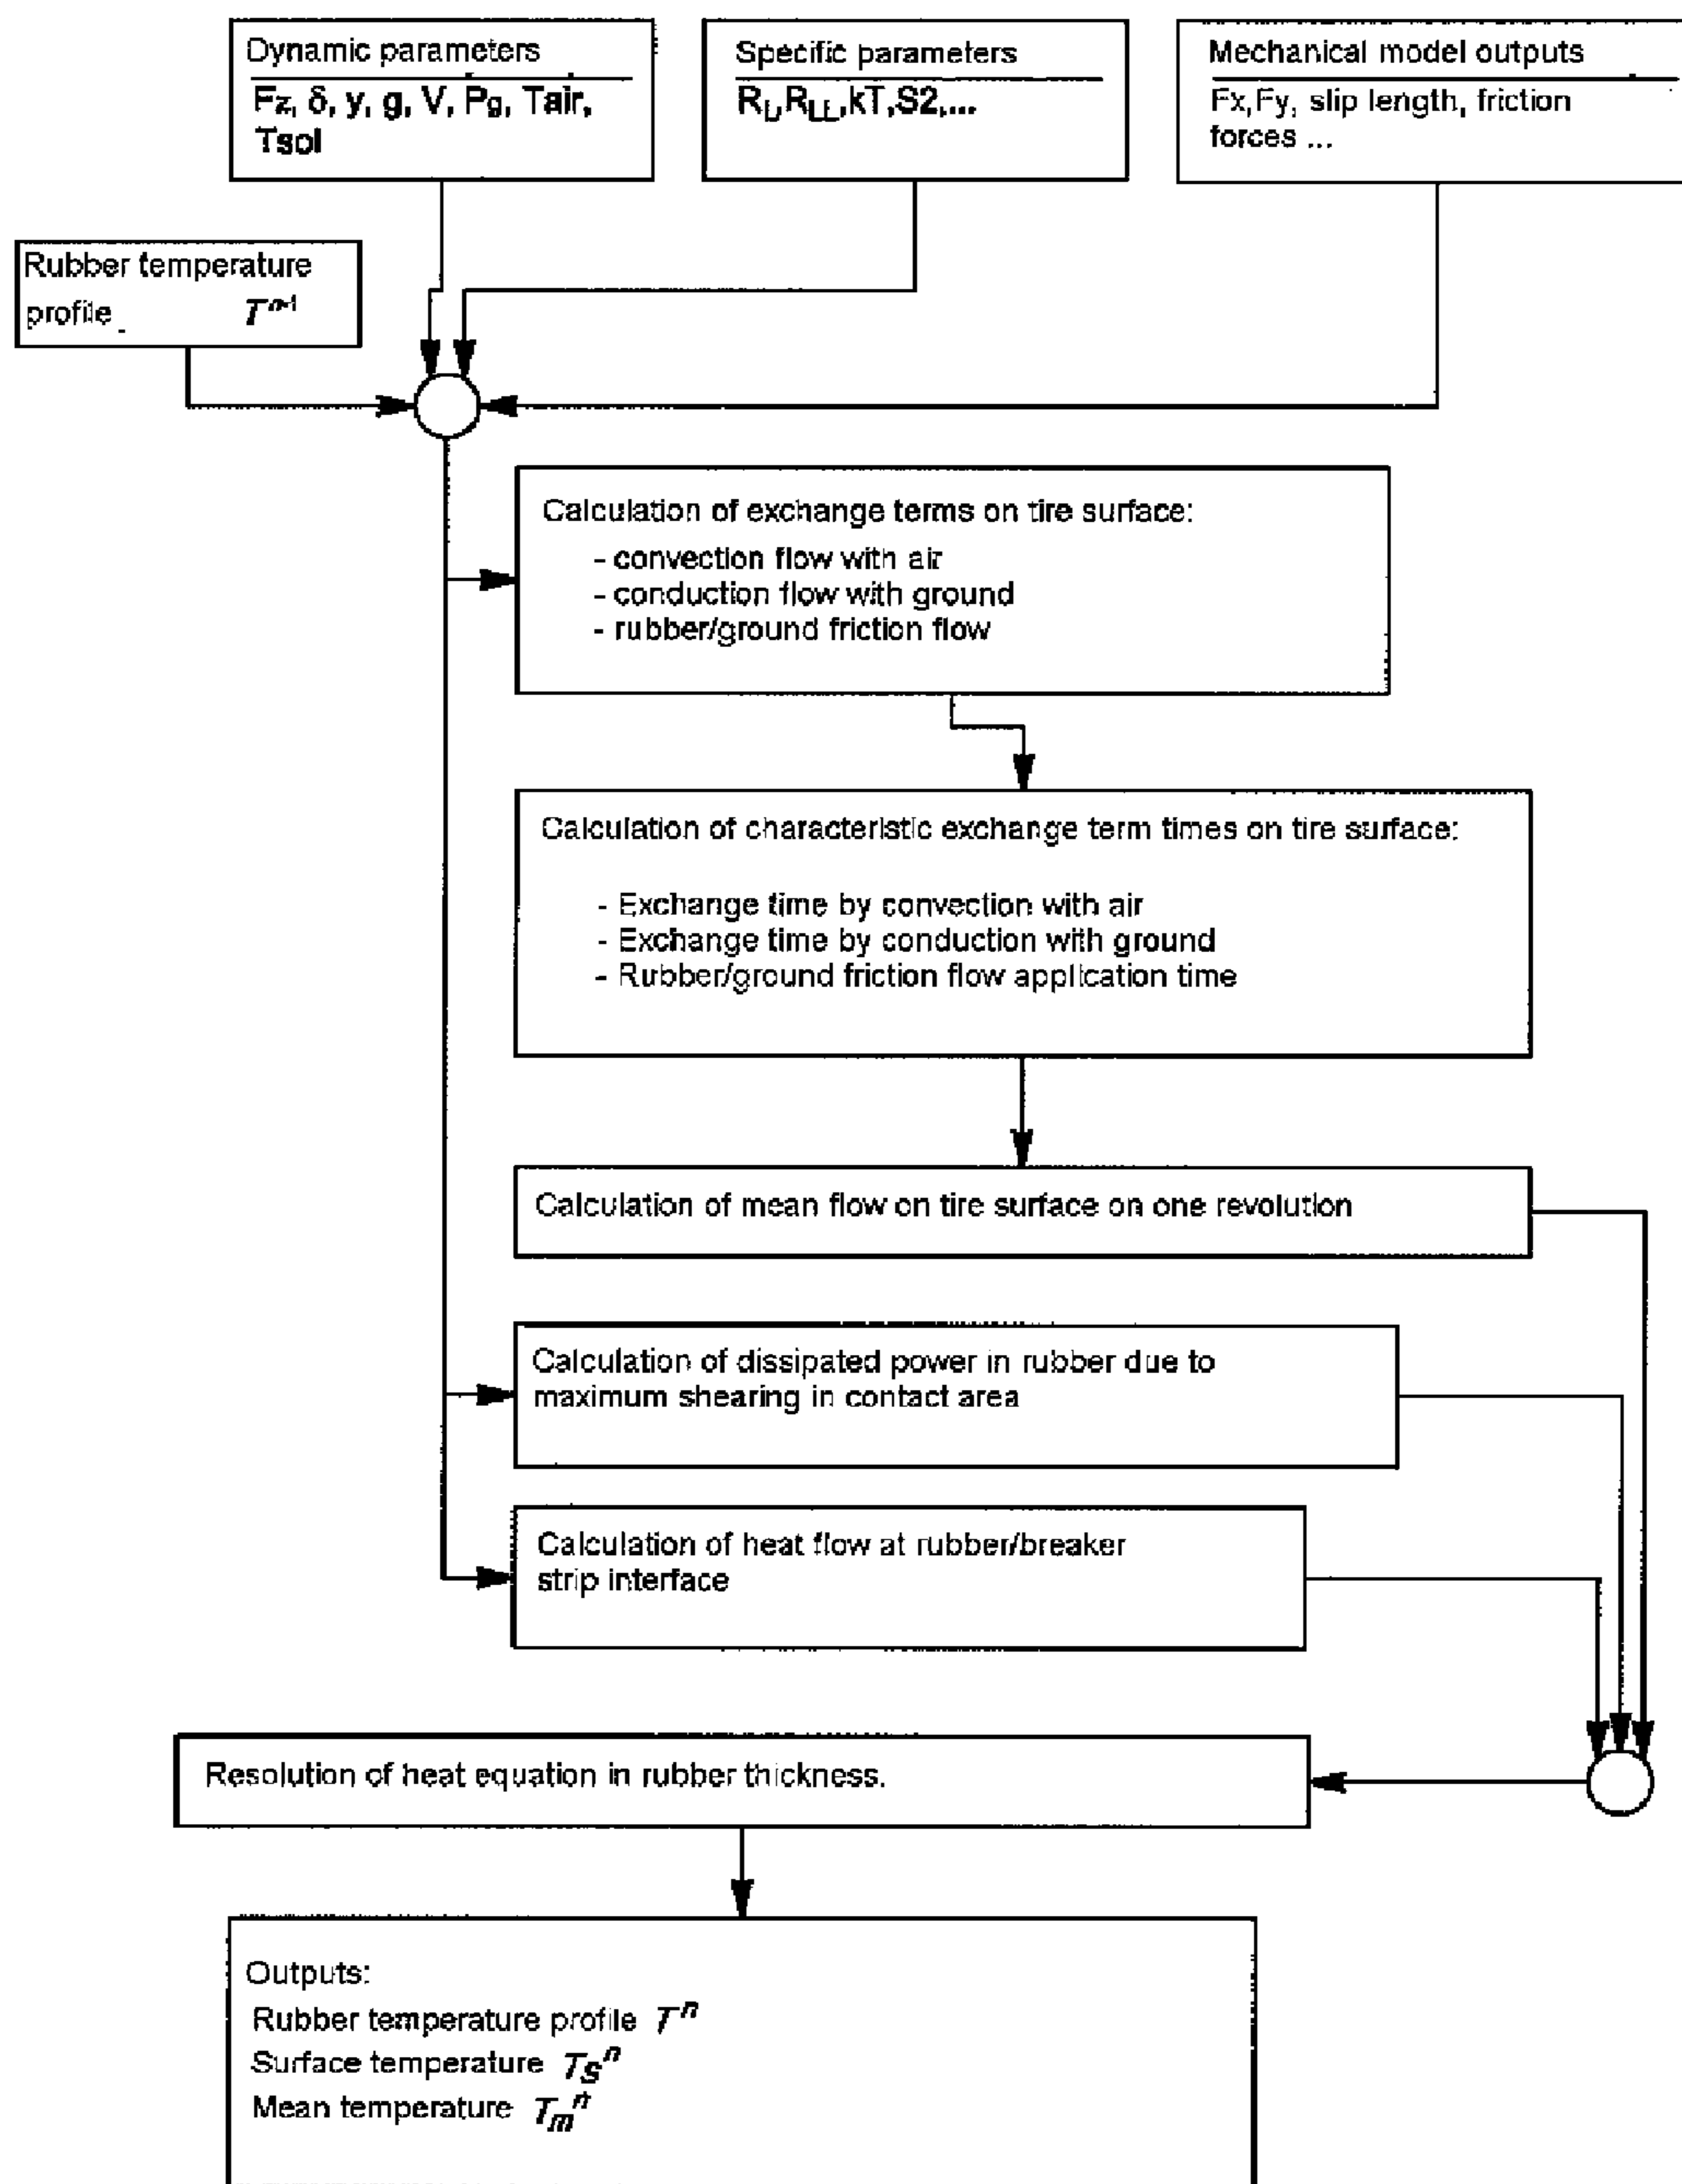 Dynamic parameters
Fz, δ, y, g, V, Pg, Tair,
Tsol
Specific parameters
RL,RLL,kT,S2,...
Mechanical model outputs
Fx,Fy, slip length, friction
forces ...
Rubber temperature
profile T^n-1
Calculation of exchange terms on tire surface:
- convection flow with air
- conduction flow with ground
- rubber/ground friction flow
Calculation of characteristic exchange term times on tire surface:
- Exchange time by convection with air
- Exchange time by conduction with ground
- Rubber/ground friction flow application time
Calculation of mean flow on tire surface on one revolution
Calculation of dissipated power in rubber due to
maximum shearing in contact area
Calculation of heat flow at rubber/breaker
strip interface
Resolution of heat equation in rubber thickness.
Outputs:
Rubber temperature profile T^n
Surface temperature T_S^n
Mean temperature T_m^n